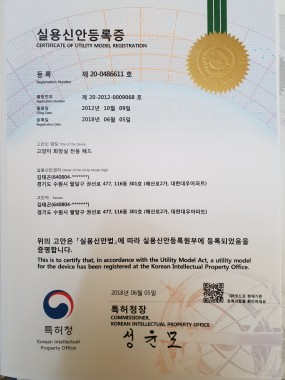 실용신안등록증
CERTIFICATE OF UTILITY MODEL REGISTRATION
등록 제 20-0486611 호
Registration Number
출원번호 제 20-2012-0009068 호
Application Number
출원일 2012년 10월 09일
Filing Date
등록일 2018년 06월 05일
Registration Date
고안의 명칭 Title of the Device
고양이 화장실 전용 패드
실용신안권자 Owner of the Utility Model Right
김태곤(640804-*******)
경기도 수원시 팔달구 권선로 477, 116동 301호 (매산로2가, 대한대우아파트)
고안자
김태곤(640804-*******)
경기도 수원시 팔달구 권선로 477, 116동 301호 (매산로2가, 대한대우아파트)
위의 고안은 「실용신안법」에 따라 실용신안등록원부에 등록되었음을
증명합니다.
This is to certify that, in accordance with the Utility Model Act, a utility model
for the device has been registered at the Korean Intellectual Property Office.
2018년 06월 05일
특허청
Korean Intellectual
Property Office
특허청장
COMMISSIONER,
KOREAN INTELLECTUAL PROPERTY OFFICE
성윤모